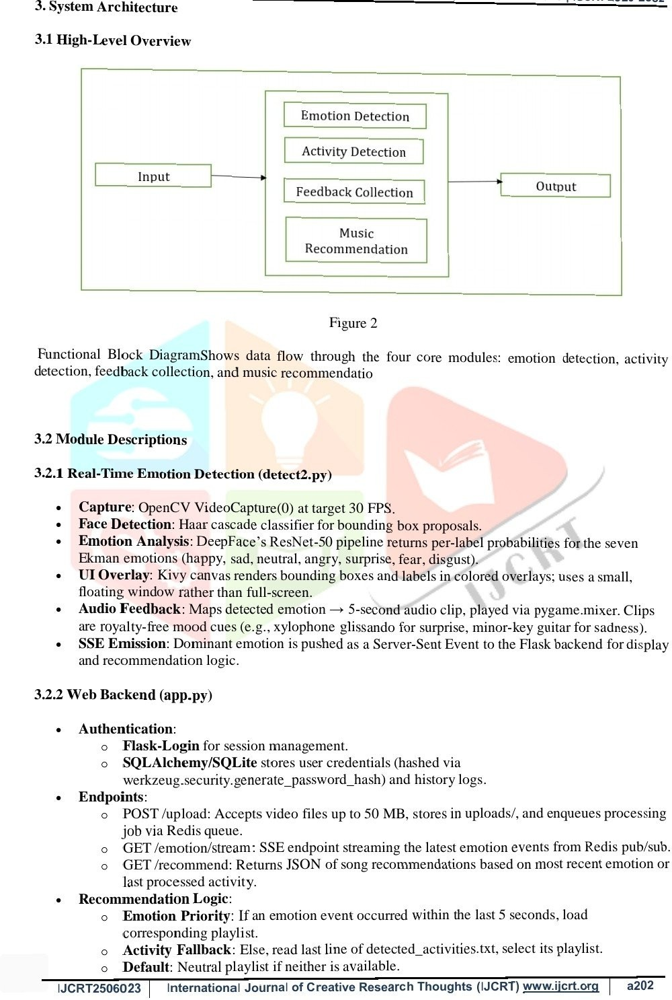 3. System Architecture
3.1 High-Level Overview
Emotion Detection
Activity Detection
Input
Feedback Collection
Output
Music
Recommendation
Figure 2
Functional Block DiagramShows data flow through the four core modules: emotion detection, activity
detection, feedback collection, and music recommendatio
3.2 Module Descriptions
3.2.1 Real-Time Emotion Detection (detect2.py)
• Capture: OpenCV VideoCapture(0) at target 30 FPS.
• Face Detection: Haar cascade classifier for bounding box proposals.
• Emotion Analysis: DeepFace's ResNet-50 pipeline returns per-label probabilities for the seven
Ekman emotions (happy, sad, neutral, angry, surprise, fear, disgust).
• UI Overlay: Kivy canvas renders bounding boxes and labels in colored overlays; uses a small,
floating window rather than full-screen.
• Audio Feedback: Maps detected emotion → 5-second audio clip, played via pygame.mixer. Clips
are royalty-free mood cues (e.g., xylophone glissando for surprise, minor-key guitar for sadness).
• SSE Emission: Dominant emotion is pushed as a Server-Sent Event to the Flask backend for display
and recommendation logic.
IJCRT
3.2.2 Web Backend (app.py)
• Authentication:
o Flask-Login for session management.
o SQLAlchemy/SQLite stores user credentials (hashed via
werkzeug.security.generate_password_hash) and history logs.
• Endpoints:
o POST /upload: Accepts video files up to 50 MB, stores in uploads/, and enqueues processing
job via Redis queue.
o GET /emotion/stream: SSE endpoint streaming the latest emotion events from Redis pub/sub.
o GET /recommend: Returns JSON of song recommendations based on most recent emotion or
last processed activity.
• Recommendation Logic:
o Emotion Priority: If an emotion event occurred within the last 5 seconds, load
corresponding playlist.
o Activity Fallback: Else, read last line of detected_activities.txt, select its playlist.
o Default: Neutral playlist if neither is available.
IJCRT2506023 International Journal of Creative Research Thoughts (IJCRT) www.ijcrt.org a202